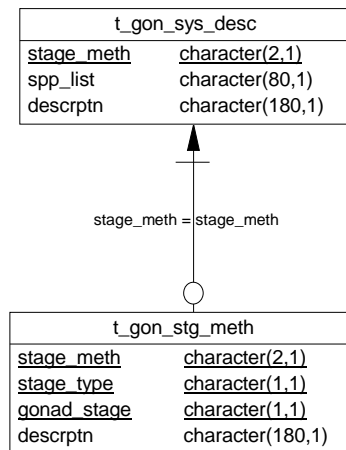 t_gon_sys_desc
stage_meth character(2,1)
spp_list character(80,1)
descrptn character(180,1)
stage_meth = stage_meth
t_gon_stg_meth
stage_meth character(2,1)
stage_type character(1,1)
gonad_stage character(1,1)
descrptn character(180,1)